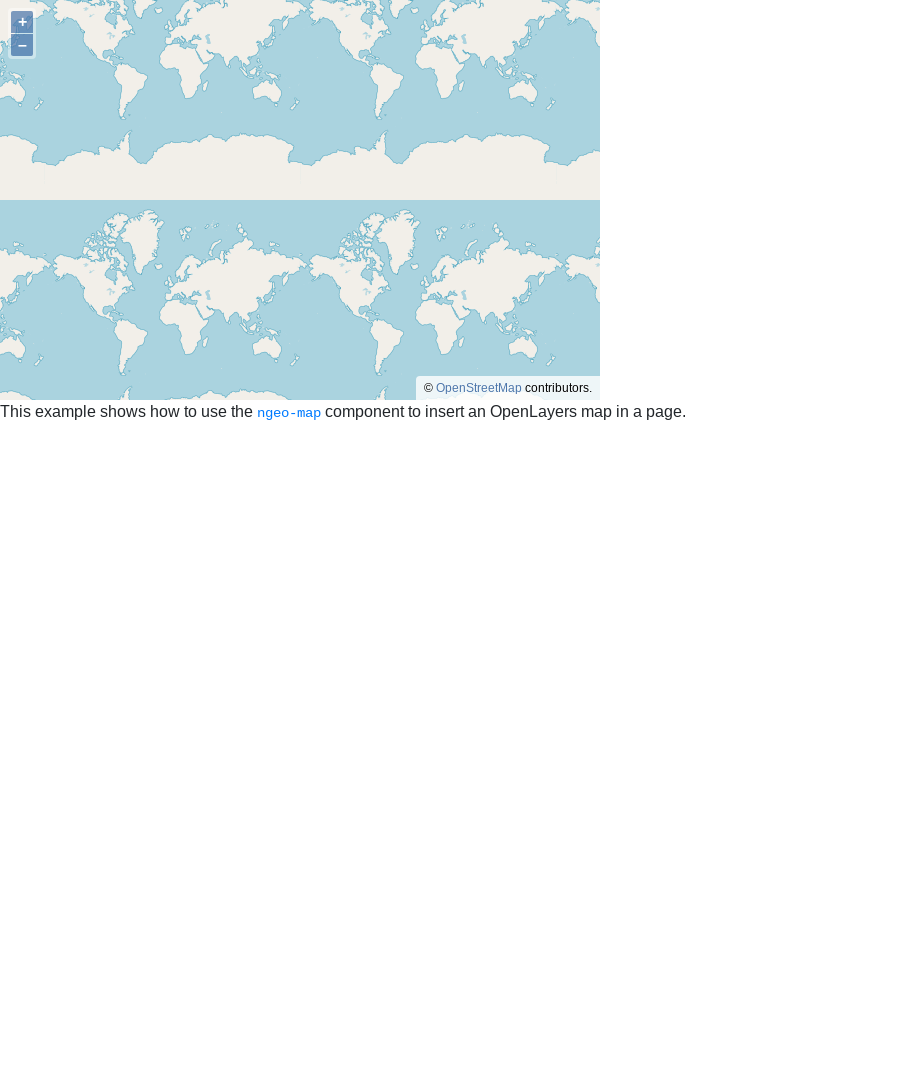 +
–
© OpenStreetMap contributors.
This example shows how to use the ngeo-map component to insert an OpenLayers map in a page.